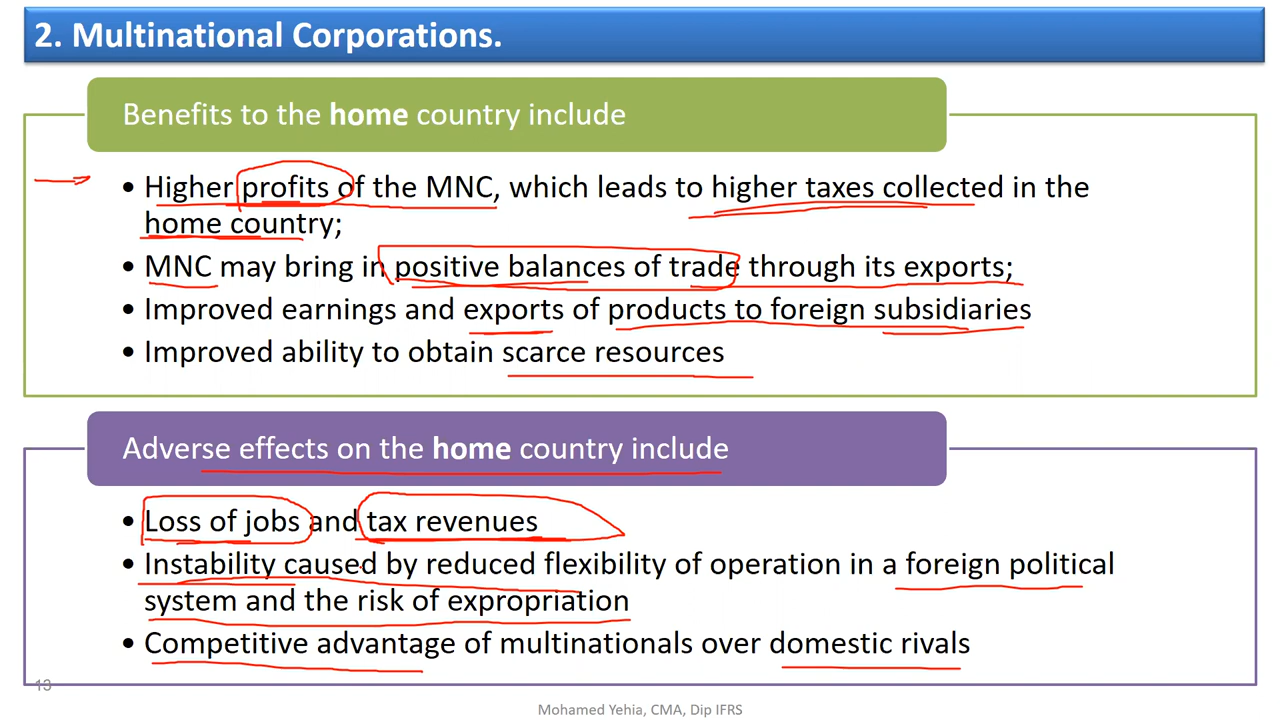 2. Multinational Corporations.
Benefits to the home country include
• Higher profits of the MNC, which leads to higher taxes collected in the
home country;
• MNC may bring in positive balances of trade through its exports;
• Improved earnings and exports of products to foreign subsidiaries
• Improved ability to obtain scarce resources
Adverse effects on the home country include
• Loss of jobs and tax revenues
• Instability caused by reduced flexibility of operation in a foreign political
system and the risk of expropriation
• Competitive advantage of multinationals over domestic rivals
13
Mohamed Yehia, CMA, Dip IFRS